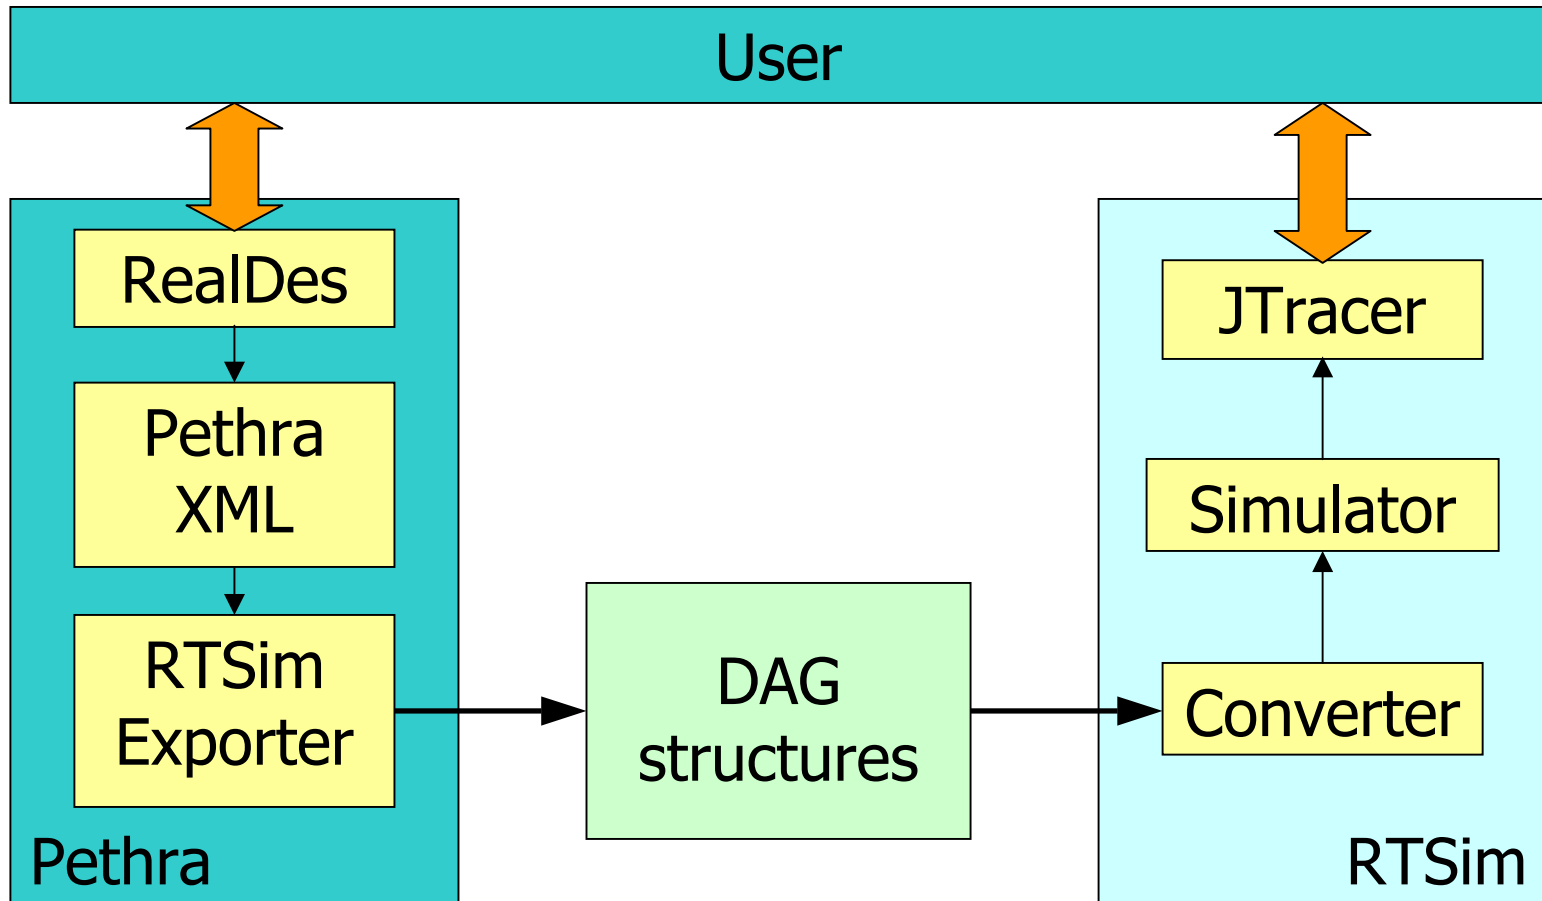 User
RealDes
Pethra
XML
RTSim
Exporter
Pethra
DAG
structures
JTracer
Simulator
Converter
RTSim